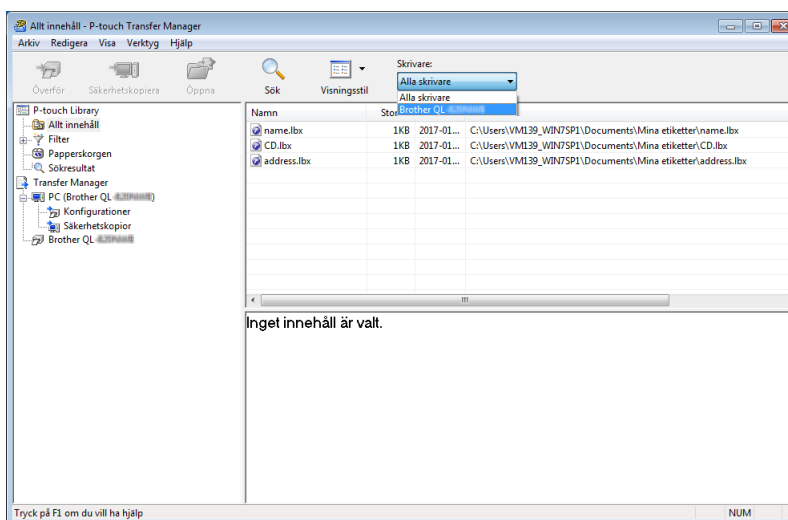 Allt innehåll - P-touch Transfer Manager
Arkiv Redigera Visa Verktyg Hjälp
Överför Säkerhetskopiera Öppna Sök Visningsstil
Skrivare:
Alla skrivare
Alla skrivare
Brother QL
P-touch Library
Allt innehåll
Filter
Papperskorgen
Sökresultat
Transfer Manager
PC (Brother QL )
Konfigurationer
Säkerhetskopior
Brother QL
Namn Stor
name.lbx 1KB 2017-01... C:\Users\VM139_WIN7SP1\Documents\Mina etiketter\name.lbx
CD.lbx 1KB 2017-01... C:\Users\VM139_WIN7SP1\Documents\Mina etiketter\CD.lbx
address.lbx 1KB 2017-01... C:\Users\VM139_WIN7SP1\Documents\Mina etiketter\address.lbx
Inget innehåll är valt.
Tryck på F1 om du vill ha hjälp NUM